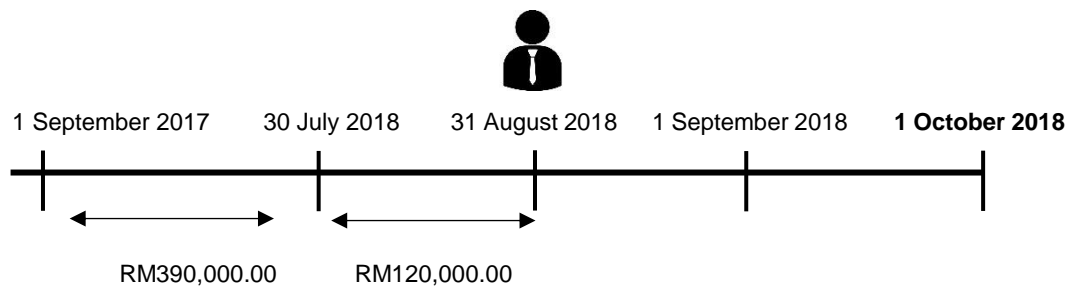 1 September 2017 30 July 2018 31 August 2018 1 September 2018 1 October 2018
RM390,000.00 RM120,000.00